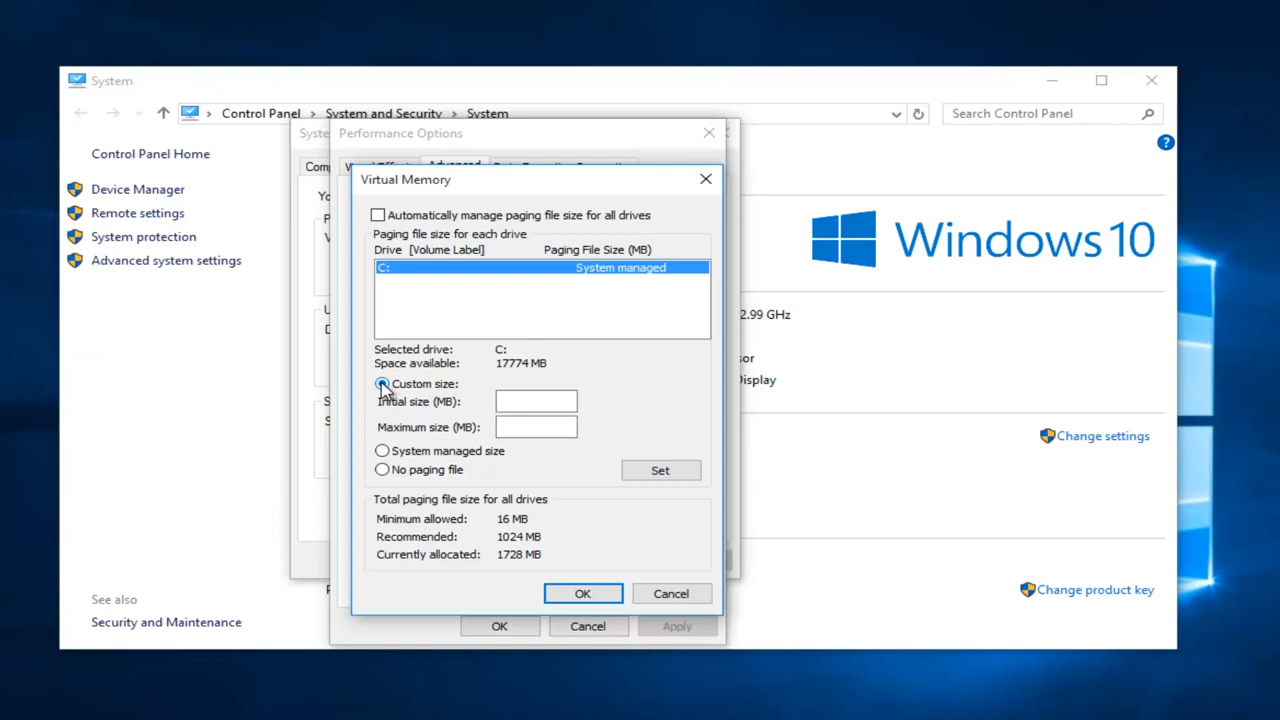 System
Control Panel > System and Security > System
Search Control Panel
Performance Options
Control Panel Home
Device Manager
Remote settings
System protection
Advanced system settings
Virtual Memory
Automatically manage paging file size for all drives
Paging file size for each drive
Drive [Volume Label] Paging File Size (MB)
C: System managed
Selected drive: C:
Space available: 17774 MB
Custom size:
Initial size (MB):
Maximum size (MB):
System managed size
No paging file
Set
Total paging file size for all drives
Minimum allowed: 16 MB
Recommended: 1024 MB
Currently allocated: 1728 MB
OK Cancel
OK Cancel Apply
Windows 10
2.99 GHz
Change settings
Change product key
See also
Security and Maintenance